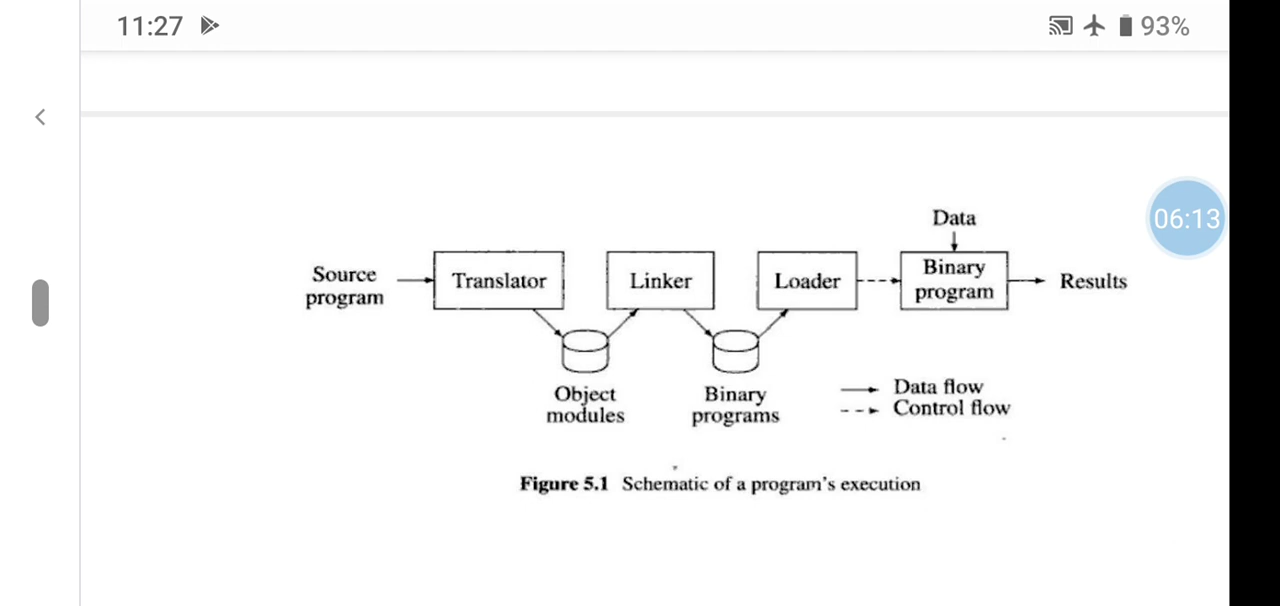 11:27
93%
Data
06:13
Source
program
Translator
Linker
Loader
Binary
program
Results
Object
modules
Binary
programs
Data flow
Control flow
Figure 5.1 Schematic of a program's execution